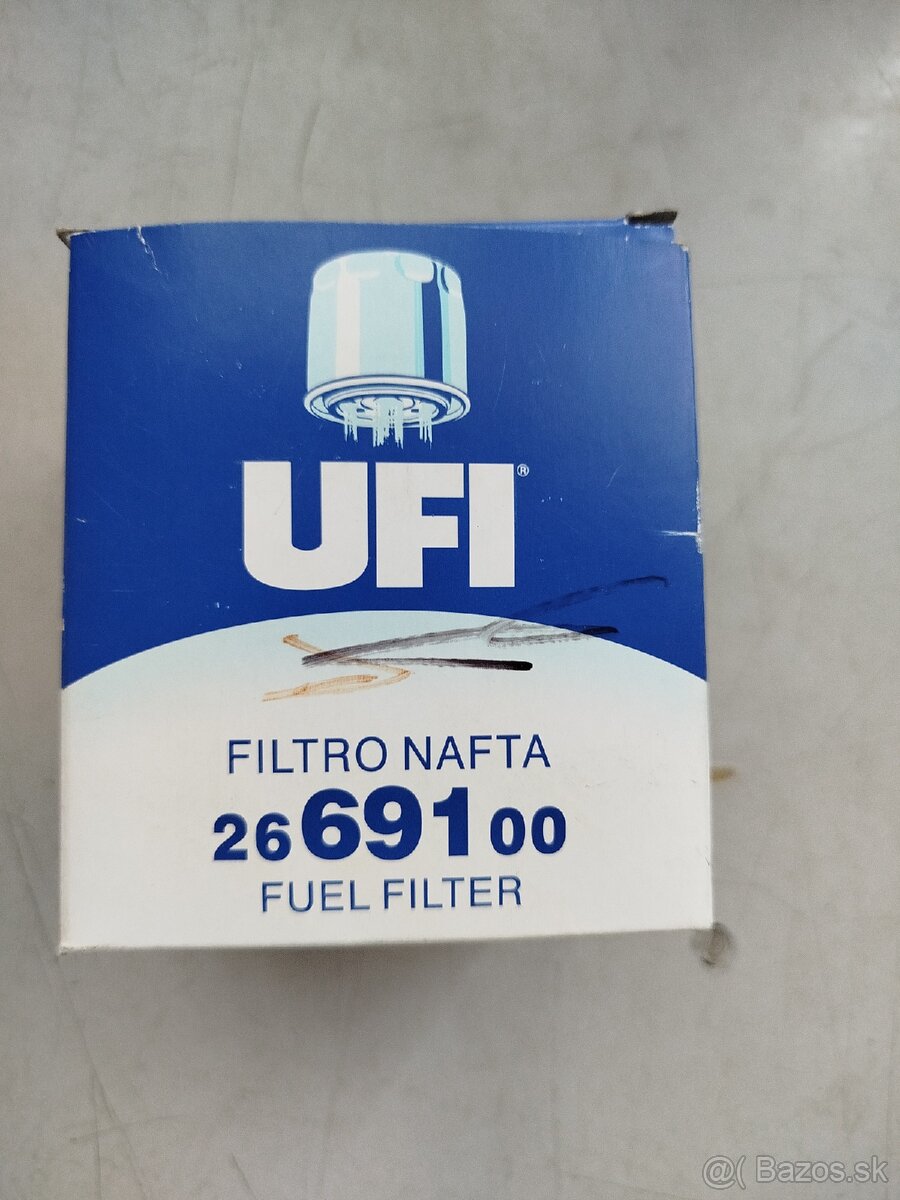 UFI®
FILTRO NAFTA
26 691 00
FUEL FILTER
@( Bazos.sk